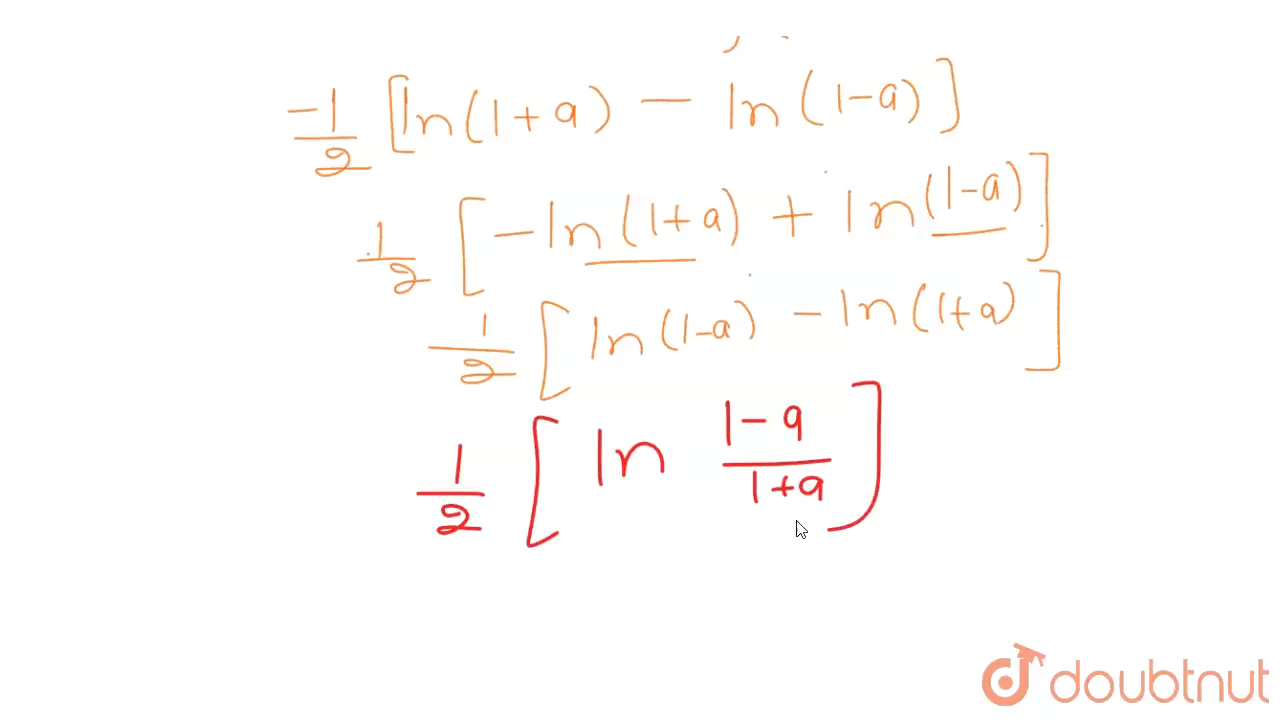 -1/2 [ln(1+a) - ln(1-a)]
1/2 [-ln(1+a) + ln(1-a)]
1/2 [ln(1-a) - ln(1+a)]
1/2 [ln 1-a/1+a]
doubtnut